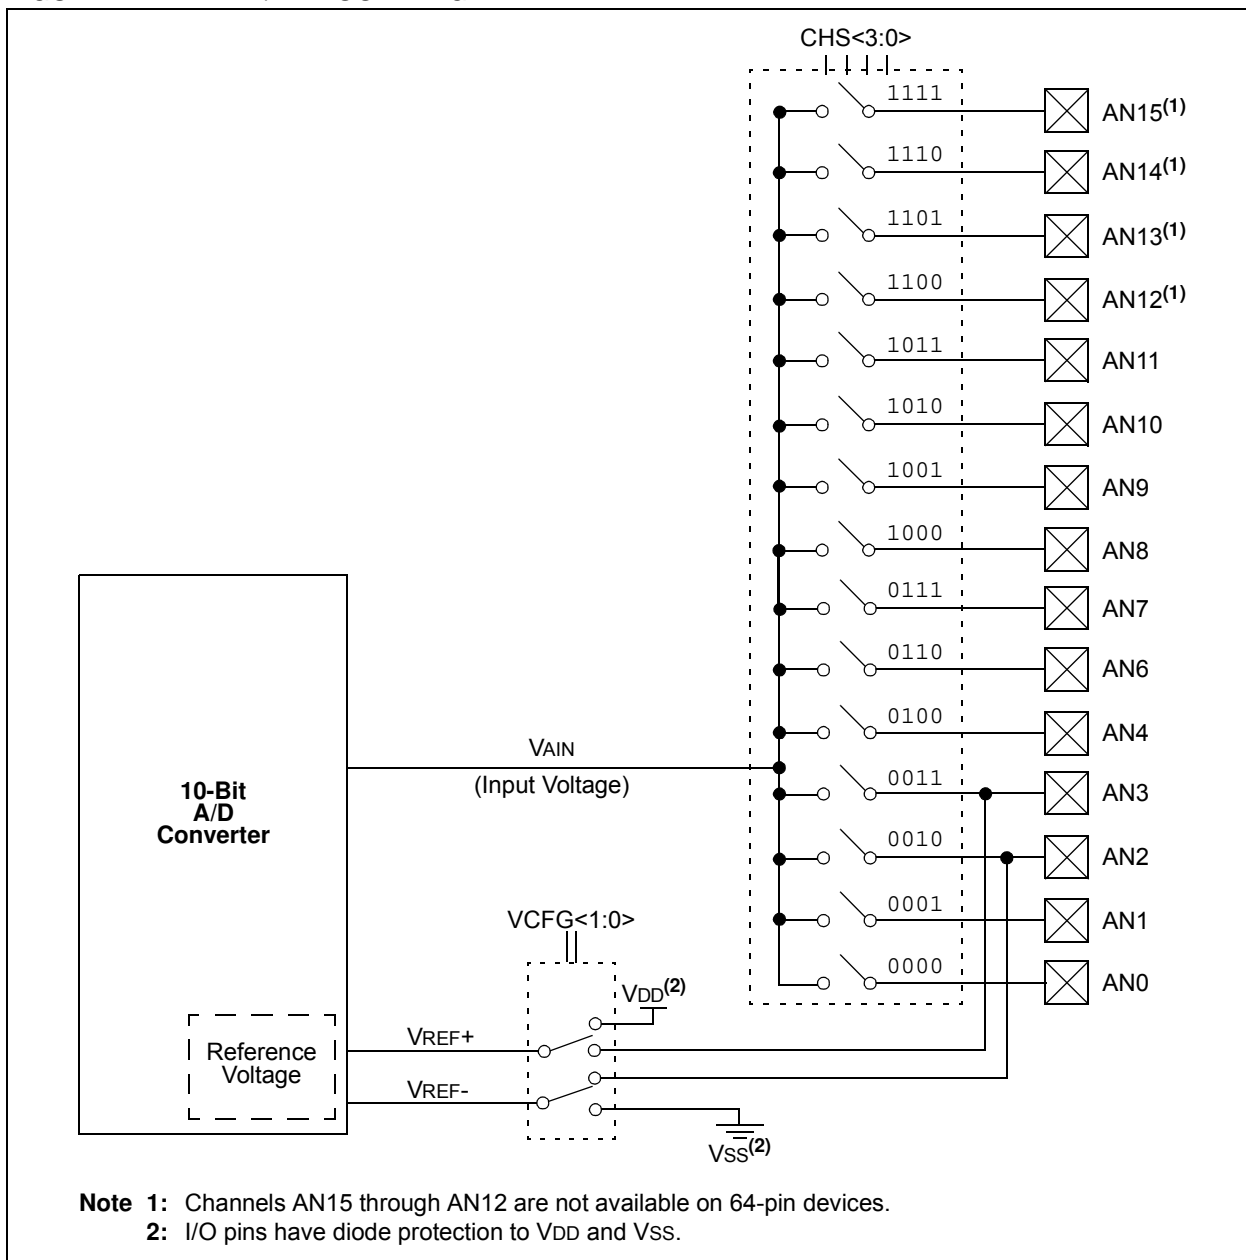 CHS<3:0>
1111 AN15(1)
1110 AN14(1)
1101 AN13(1)
1100 AN12(1)
1011 AN11
1010 AN10
1001 AN9
1000 AN8
0111 AN7
0110 AN6
0100 AN4
VAIN
(Input Voltage)
0011 AN3
10-Bit
A/D
Converter
0010 AN2
0001 AN1
VCFG<1:0>
0000 AN0
VDD(2)
VREF+
Reference
Voltage
VREF-
VSS(2)
Note 1: Channels AN15 through AN12 are not available on 64-pin devices.
2: I/O pins have diode protection to VDD and VSS.